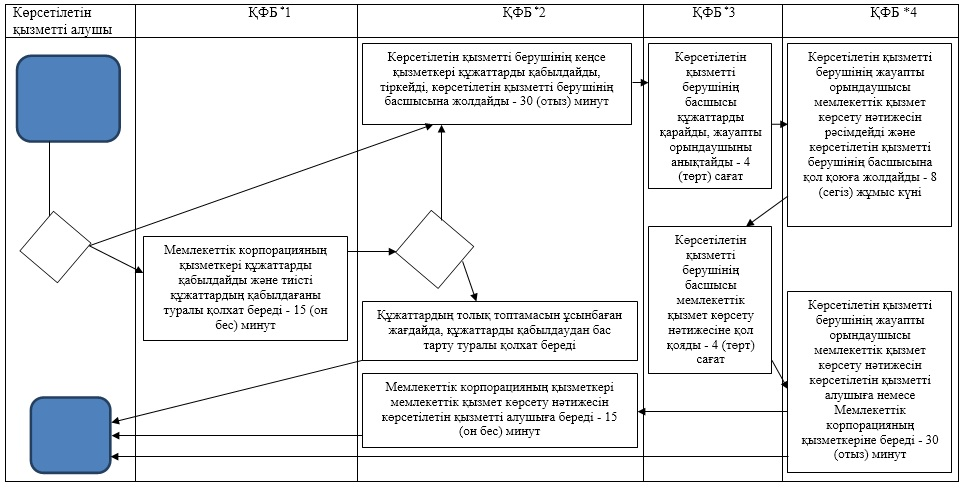 Көрсетілетін
қызметті алушы
ҚФБ *1
ҚФБ *2
ҚФБ *3
ҚФБ *4
Көрсетілетін қызметті берушінің кеңсе
қызметкері құжаттарды қабылдайды,
тіркейді, көрсетілетін қызметті берушінің
басшысына жолдайды - 30 (отыз) минут
Көрсетілетін
қызметті
берушінің
басшысы
құжаттарды
қарайды, жауапты
орындаушыны
анықтайды - 4
(төрт) сағат
Көрсетілетін қызметті
берушінің жауапты
орындаушысы
мемлекеттік қызмет
көрсету нәтижесін
рәсімдейді және
көрсетілетін қызметті
берушінің басшысына
қол қоюға жолдайды - 8
(сегіз) жұмыс күні
Мемлекеттік корпорацияның
қызметкері құжаттарды
қабылдайды және тиісті
құжаттардың қабылдағаны
туралы қолхат береді - 15 (он
бес) минут
Көрсетілетін
қызметті
берушінің
басшысы
мемлекеттік
қызмет көрсету
нәтижесіне қол
қояды - 4 (төрт)
сағат
Құжаттардың толық топтамасын ұсынбаған
жағдайда, құжаттарды қабылдаудан бас
тарту туралы қолхат береді
Көрсетілетін қызметті
берушінің жауапты
орындаушысы
мемлекеттік қызмет
көрсету нәтижесін
көрсетілетін қызметті
алушыға немесе
Мемлекеттік
корпорацияның
қызметкеріне береді - 30
(отыз) минут
Мемлекеттік корпорацияның қызметкері
мемлекеттік қызмет көрсету нәтижесін
көрсетілетін қызметті алушыға береді - 15
(он бес) минут